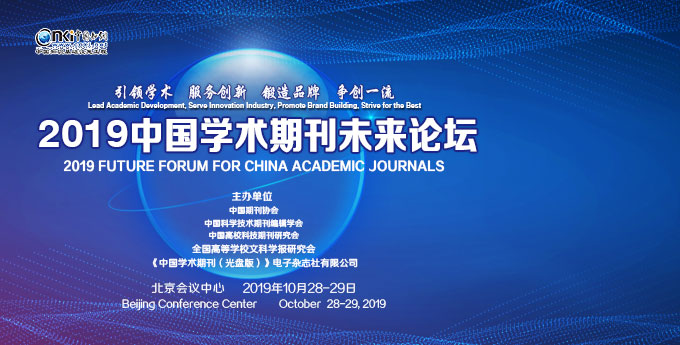 cnki 中国知网
引领学术 服务创新 锻造品牌 争创一流
Lead Academic Development, Serve Innovation Industry, Promote Brand Building, Strive for the Best
2019中国学术期刊未来论坛
2019 FUTURE FORUM FOR CHINA ACADEMIC JOURNALS
主办单位
中国期刊协会
中国科学技术期刊编辑学会
中国高校科技期刊研究会
全国高等学校文科学报研究会
《中国学术期刊（光盘版）》电子杂志社有限公司
北京会议中心 2019年10月28-29日
Beijing Conference Center October 28-29, 2019